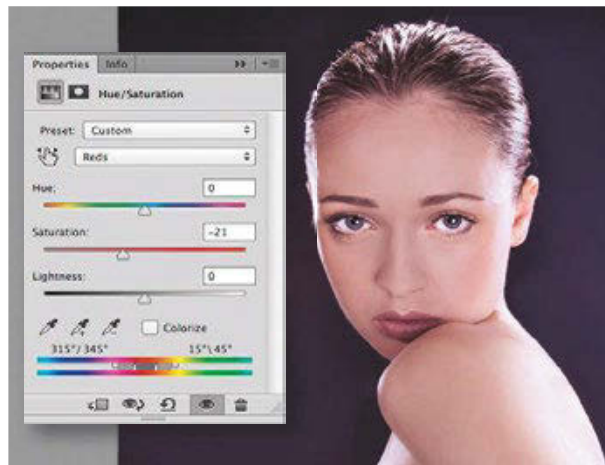 Properties Info
Hue/Saturation
Preset: Custom
Reds
Hue: 0
Saturation: -21
Lightness: 0
Colorize
315°/345° 15°\45°